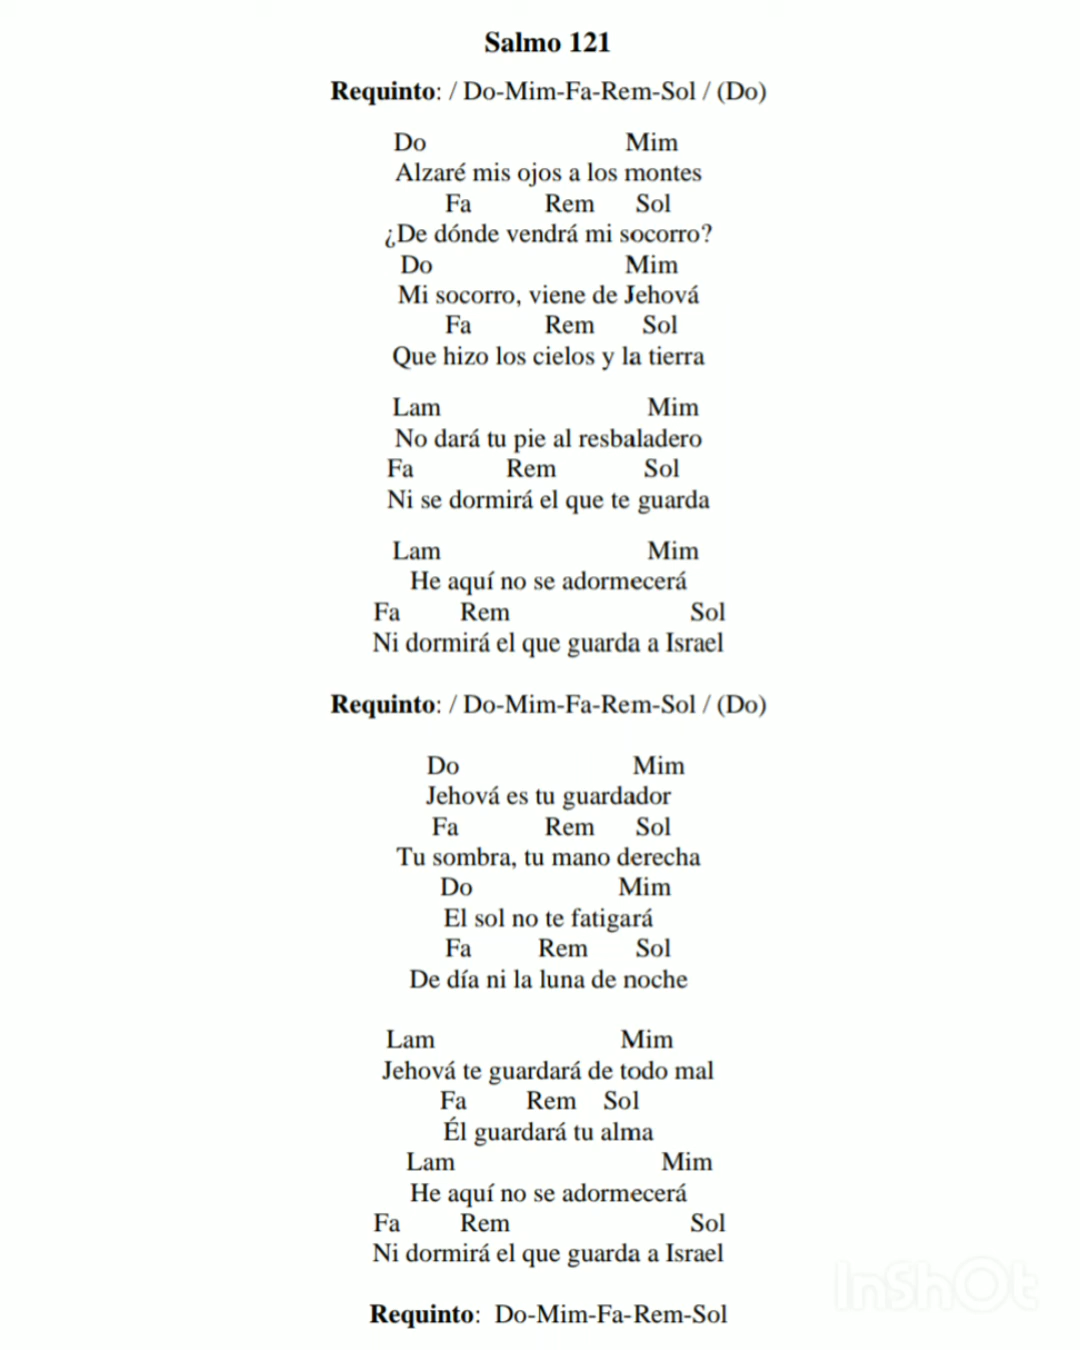 Salmo 121
Requinto: / Do-Mim-Fa-Rem-Sol / (Do)
Do Mim
Alzaré mis ojos a los montes
Fa Rem Sol
¿De dónde vendrá mi socorro?
Do Mim
Mi socorro, viene de Jehová
Fa Rem Sol
Que hizo los cielos y la tierra
Lam Mim
No dará tu pie al resbaladero
Fa Rem Sol
Ni se dormirá el que te guarda
Lam Mim
He aquí no se adormecerá
Fa Rem Sol
Ni dormirá el que guarda a Israel
Requinto: / Do-Mim-Fa-Rem-Sol / (Do)
Do Mim
Jehová es tu guardador
Fa Rem Sol
Tu sombra, tu mano derecha
Do Mim
El sol no te fatigará
Fa Rem Sol
De día ni la luna de noche
Lam Mim
Jehová te guardará de todo mal
Fa Rem Sol
Él guardará tu alma
Lam Mim
He aquí no se adormecerá
Fa Rem Sol
Ni dormirá el que guarda a Israel
Requinto: Do-Mim-Fa-Rem-Sol
InShOt